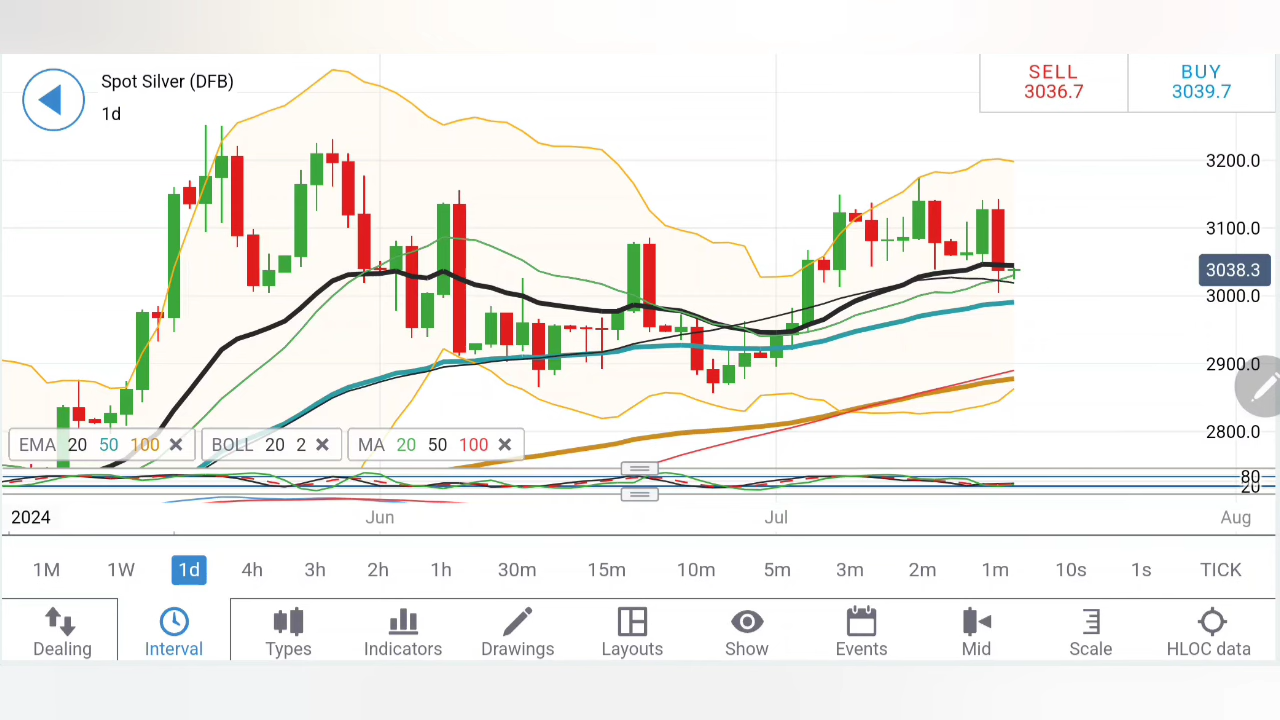 Spot Silver (DFB)
1d
SELL
3036.7
BUY
3039.7
3200.0
3100.0
3038.3
3000.0
2900.0
2800.0
EMA 20 50 100
BOLL 20 2
MA 20 50 100
80
20
2024 Jun Jul Aug
1M 1W 1d 4h 3h 2h 1h 30m 15m 10m 5m 3m 2m 1m 10s 1s TICK
Dealing Interval Types Indicators Drawings Layouts Show Events Mid Scale HLOC data